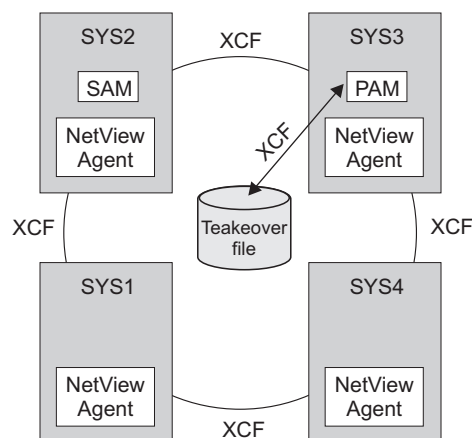 SYS2
XCF
SYS3
SAM
PAM
NetView
Agent
XCF
NetView
Agent
XCF
XCF
Teakeover
file
SYS1
SYS4
NetView
Agent
NetView
Agent
XCF